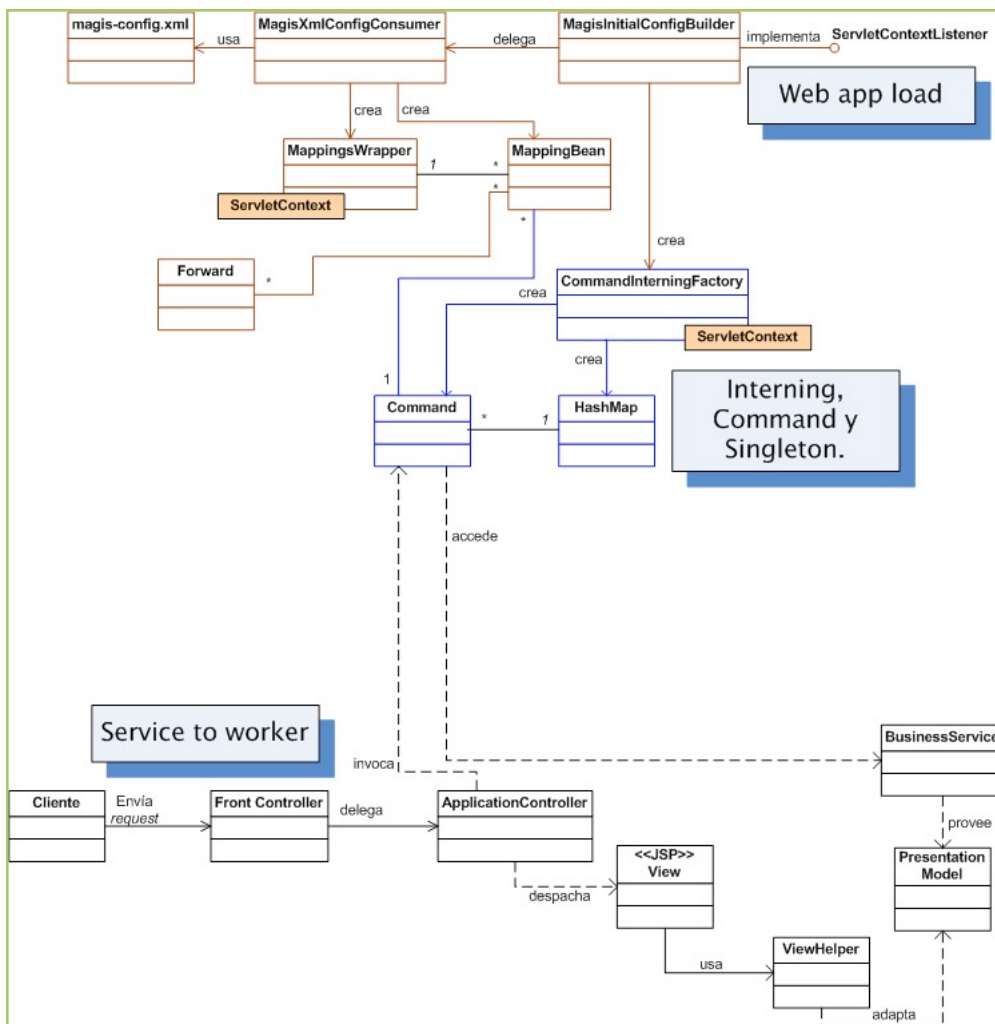 magis-config.xml
MagisXmlConfigConsumer
MagisInitialConfigBuilder
usa
delega
implementa
ServletContextListener
Web app load
crea
crea
MappingsWrapper
1
*
MappingBean
*
ServletContext
*
Forward
*
crea
CommandInterningFactory
crea
ServletContext
crea
1
Command
*
1
HashMap
Interning,
Command y
Singleton.
accede
Service to worker
BusinessService
invoca
Cliente
Envía
request
Front Controller
delega
ApplicationController
provee
<<JSP>>
View
Presentation
Model
despacha
usa
ViewHelper
adapta